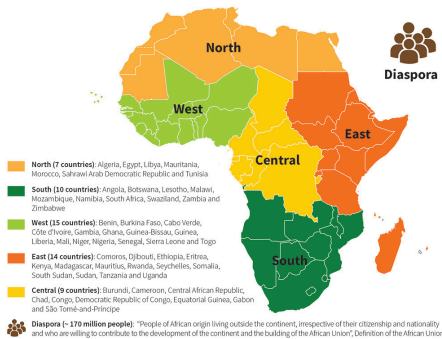 North
Diaspora
West
East
Central
South
North (7 countries): Algeria, Egypt, Libya, Mauritania,
Morocco, Sahrawi Arab Democratic Republic and Tunisia
South (10 countries): Angola, Botswana, Lesotho, Malawi,
Mozambique, Namibia, South Africa, Swaziland, Zambia and
Zimbabwe
West (15 countries): Benin, Burkina Faso, Cabo Verde,
Côte d'Ivoire, Gambia, Ghana, Guinea-Bissau, Guinea,
Liberia, Mali, Niger, Nigeria, Senegal, Sierra Leone and Togo
East (14 countries): Comoros, Djibouti, Ethiopia, Eritrea,
Kenya, Madagascar, Mauritius, Rwanda, Seychelles, Somalia,
South Sudan, Sudan, Tanzania and Uganda
Central (9 countries): Burundi, Cameroon, Central African Republic,
Chad, Congo, Democratic Republic of Congo, Equatorial Guinea, Gabon
and São Tomé and-Príncipe
Diaspora (~ 170 million people): "People of African origin living outside the continent, irrespective of their citizenship and nationality
and who are willing to contribute to the development of the continent and the building of the African Union", Definition of the African Union